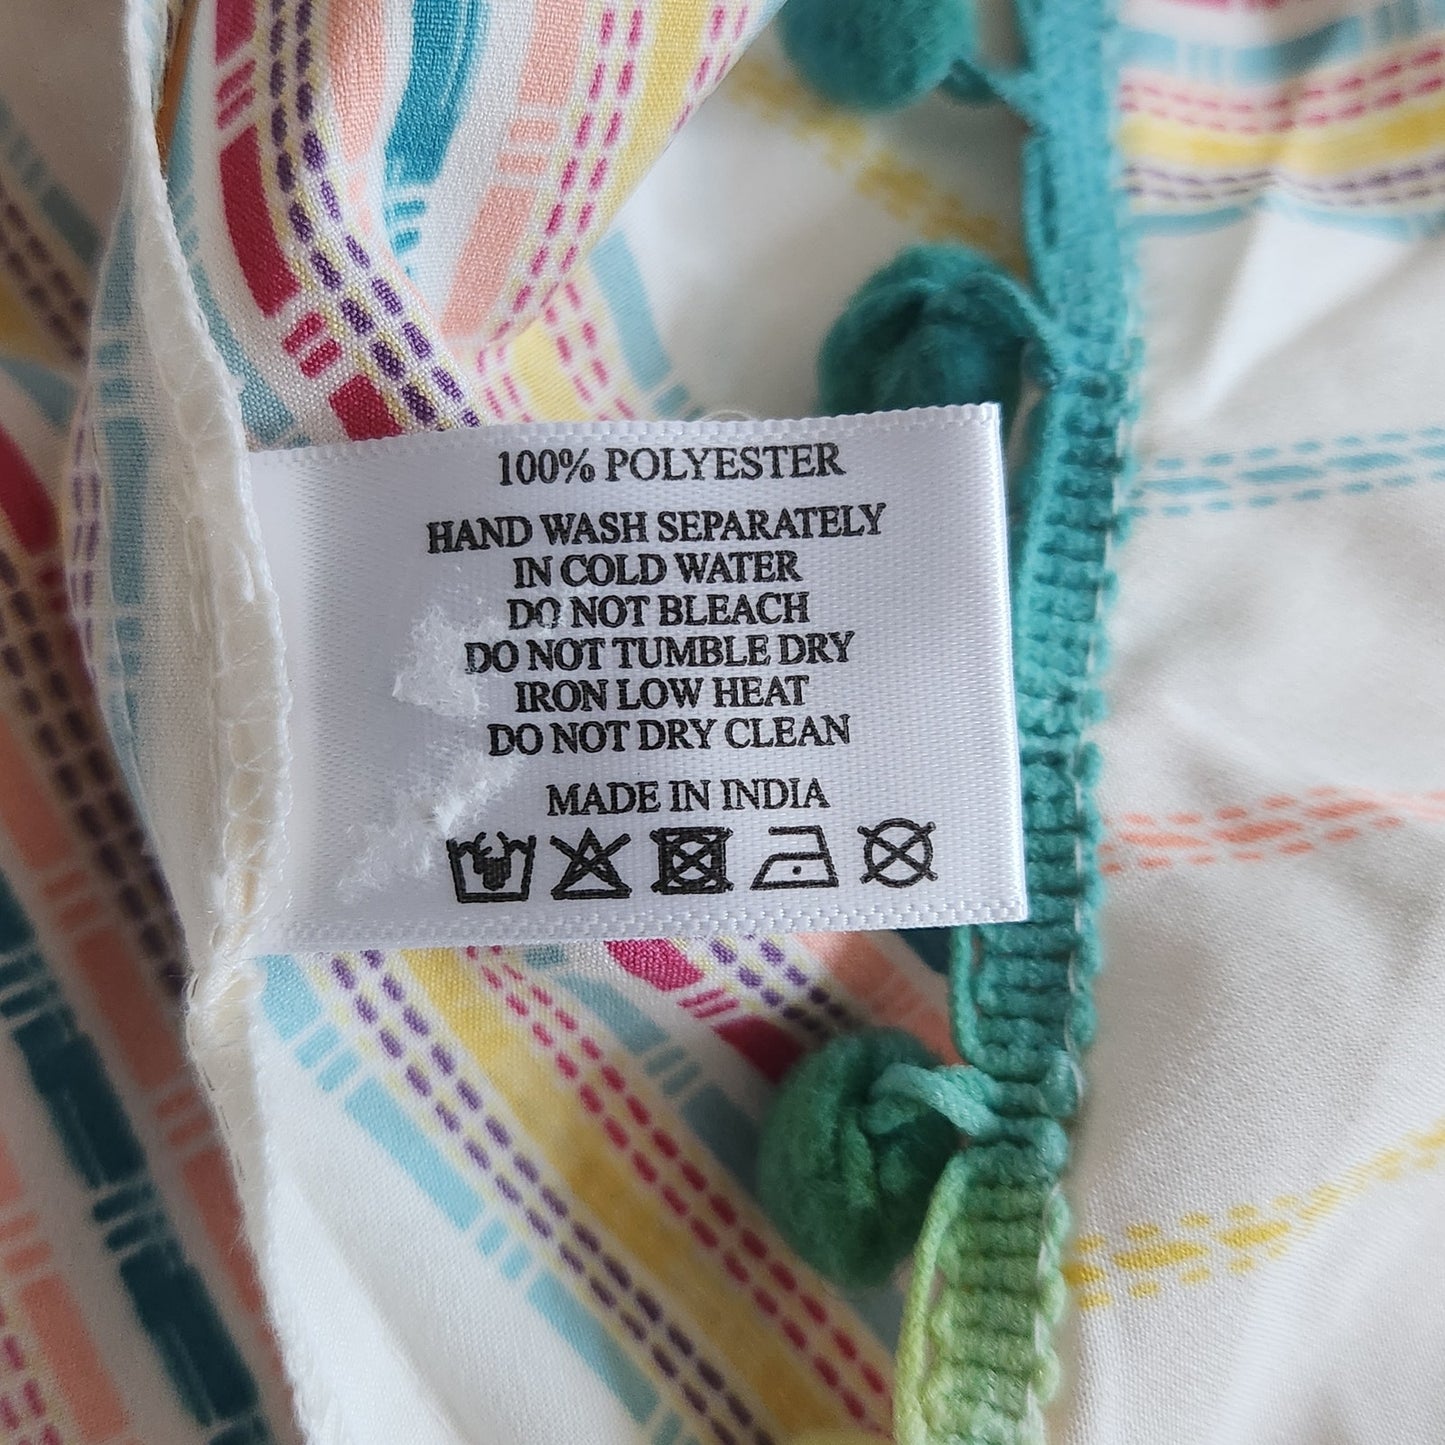 100% POLYESTER
HAND WASH SEPARATELY
IN COLD WATER
DO NOT BLEACH
DO NOT TUMBLE DRY
IRON LOW HEAT
DO NOT DRY CLEAN
MADE IN INDIA